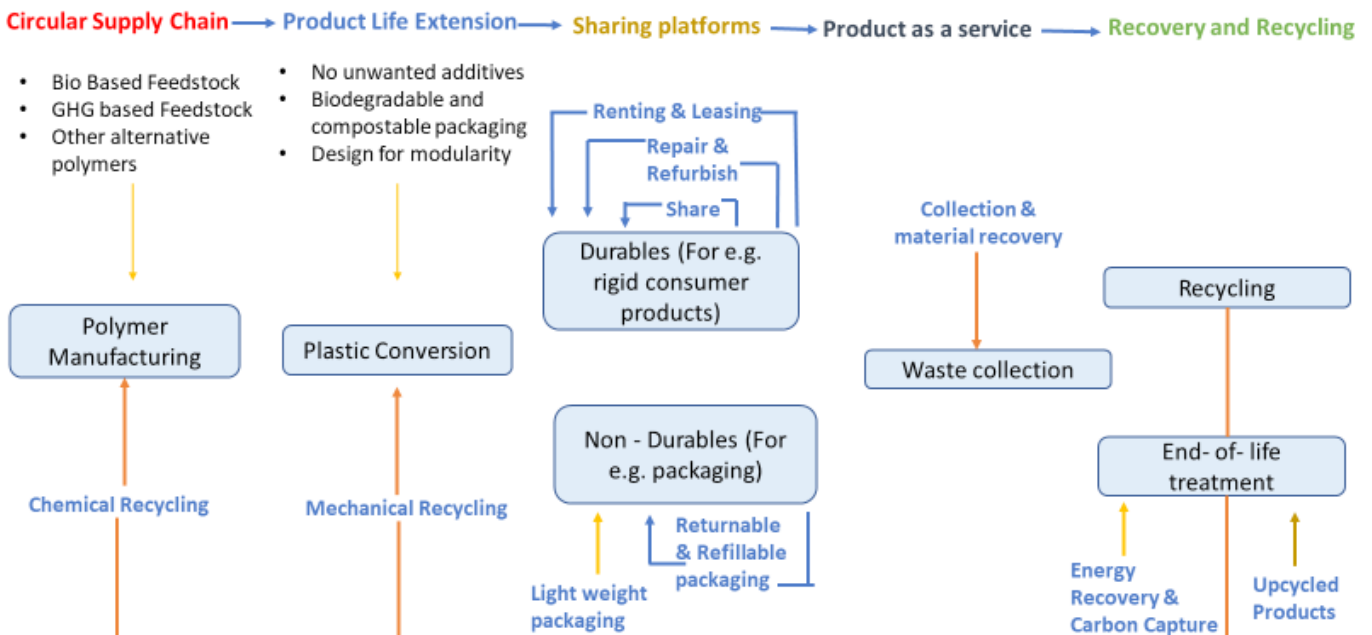 Circular Supply Chain
Product Life Extension
Sharing platforms
Product as a service
Recovery and Recycling
• Bio Based Feedstock
• GHG based Feedstock
• Other alternative
polymers
• No unwanted additives
• Biodegradable and
compostable packaging
• Design for modularity
Renting & Leasing
Repair &
Refurbish
Share
Durables (For e.g.
rigid consumer
products)
Collection &
material recovery
Recycling
Polymer
Manufacturing
Plastic Conversion
Waste collection
Non - Durables (For
e.g. packaging)
End- of- life
treatment
Chemical Recycling
Mechanical Recycling
Returnable
& Refillable
packaging
Light weight
packaging
Energy
Recovery &
Carbon Capture
Upcycled
Products